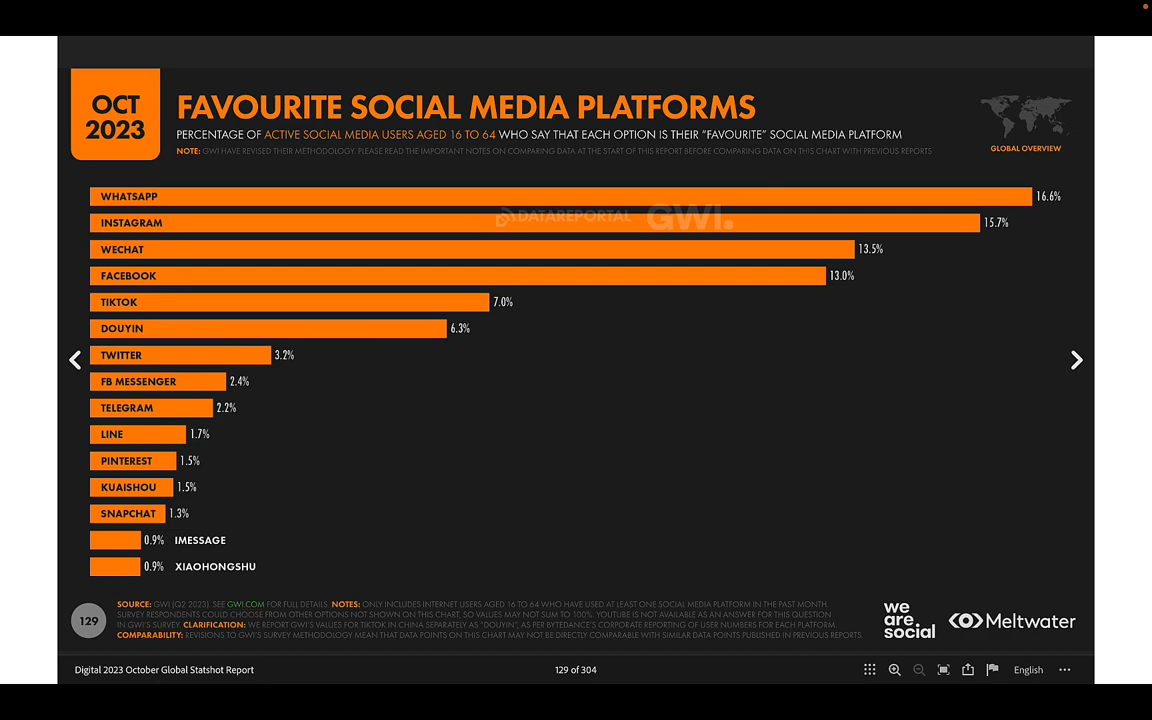 OCT
2023
FAVOURITE SOCIAL MEDIA PLATFORMS
PERCENTAGE OF ACTIVE SOCIAL MEDIA USERS AGED 16 TO 64 WHO SAY THAT EACH OPTION IS THEIR "FAVOURITE" SOCIAL MEDIA PLATFORM
NOTE: GWI HAVE REVISED THEIR METHODOLOGY. PLEASE READ THE IMPORTANT NOTES ON COMPARING DATA AT THE START OF THIS REPORT BEFORE COMPARING DATA ON THIS CHART WITH PREVIOUS REPORTS
GLOBAL OVERVIEW
WHATSAPP 16.6%
DATAREPORTAL GWI.
INSTAGRAM 15.7%
WECHAT 13.5%
FACEBOOK 13.0%
TIKTOK 7.0%
DOUYIN 6.3%
TWITTER 3.2%
FB MESSENGER 2.4%
TELEGRAM 2.2%
LINE 1.7%
PINTEREST 1.5%
KUAISHOU 1.5%
SNAPCHAT 1.3%
0.9% IMESSAGE
0.9% XIAOHONGSHU
129
SOURCE: GWI (Q2 2023). SEE GWI.COM FOR FULL DETAILS. NOTES: ONLY INCLUDES INTERNET USERS AGED 16 TO 64 WHO HAVE USED AT LEAST ONE SOCIAL MEDIA PLATFORM IN THE PAST MONTH.
SURVEY RESPONDENTS COULD CHOOSE FROM OTHER OPTIONS NOT SHOWN ON THIS CHART, SO VALUES MAY NOT SUM TO 100%. YOUTUBE IS NOT AVAILABLE AS AN ANSWER FOR THIS QUESTION
IN GWI'S SURVEY. CLARIFICATION: WE REPORT GWI'S VALUES FOR TIKTOK IN CHINA SEPARATELY AS "DOUYIN", AS PER BYTEDANCE'S CORPORATE REPORTING OF USER NUMBERS FOR EACH PLATFORM.
COMPARABILITY: REVISIONS TO GWI'S SURVEY METHODOLOGY MEAN THAT DATA POINTS ON THIS CHART MAY NOT BE DIRECTLY COMPARABLE WITH SIMILAR DATA POINTS PUBLISHED IN PREVIOUS REPORTS.
we
are
social
Meltwater
Digital 2023 October Global Statshot Report
129 of 304
English